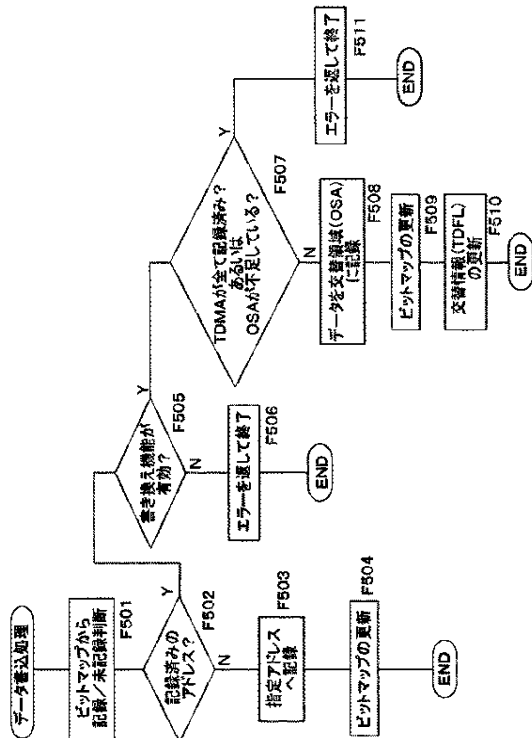 データ書込処理
ビットマップから
記録／未記録判断
F501
記録済みの
アドレス？
F502
Y
N
指定アドレス
へ記録
F503
ビットマップの更新
F504
END
書き換え機能が
有効？
F505
Y
N
エラーを返して終了
F506
END
TDMAが全て記録済み？
あるいは
OSAが不足している？
F507
Y
N
データを交替領域(OSA)
に記録
F508
ビットマップの更新
F509
交替情報(TDFL)
の更新
F510
END
エラーを返して終了
F511
END